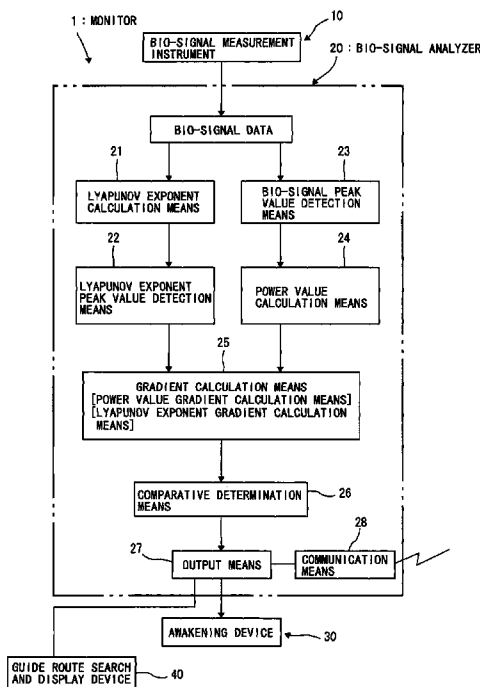 1 : MONITOR
10
BIO-SIGNAL MEASUREMENT
INSTRUMENT
20 : BIO-SIGNAL ANALYZER
BIO-SIGNAL DATA
21
23
LYAPUNOV EXPONENT
CALCULATION MEANS
BIO-SIGNAL PEAK
VALUE DETECTION
MEANS
22
24
LYAPUNOV EXPONENT
PEAK VALUE DETECTION
MEANS
POWER VALUE
CALCULATION MEANS
25
GRADIENT CALCULATION MEANS
[POWER VALUE GRADIENT CALCULATION MEANS]
[LYAPUNOV EXPONENT GRADIENT CALCULATION
MEANS]
COMPARATIVE DETERMINATION
MEANS
26
28
27
OUTPUT MEANS
COMMUNICATION
MEANS
AWAKENING DEVICE
30
GUIDE ROUTE SEARCH
AND DISPLAY DEVICE
40